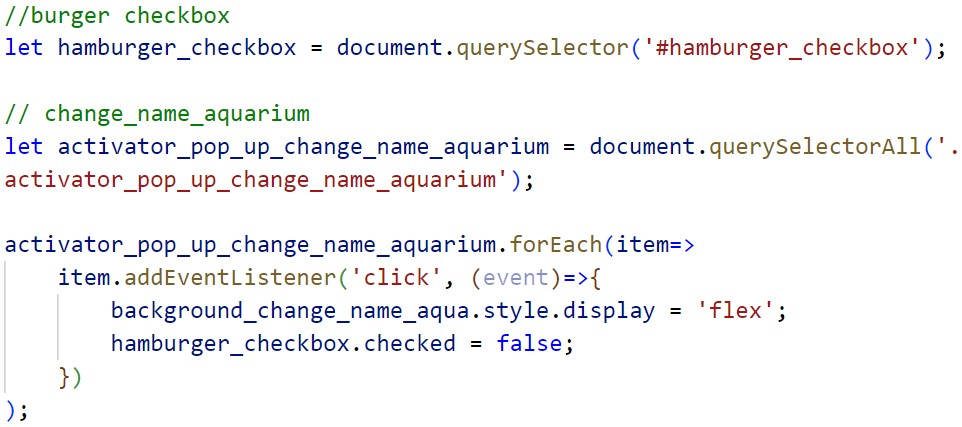 //burger checkbox
let hamburger_checkbox = document.querySelector('#hamburger_checkbox');
// change_name_aquarium
let activator_pop_up_change_name_aquarium = document.querySelectorAll('.
activator_pop_up_change_name_aquarium');
activator_pop_up_change_name_aquarium.forEach(item=>
    item.addEventListener('click', (event)=>{
        background_change_name_aqua.style.display = 'flex';
        hamburger_checkbox.checked = false;
    })
);